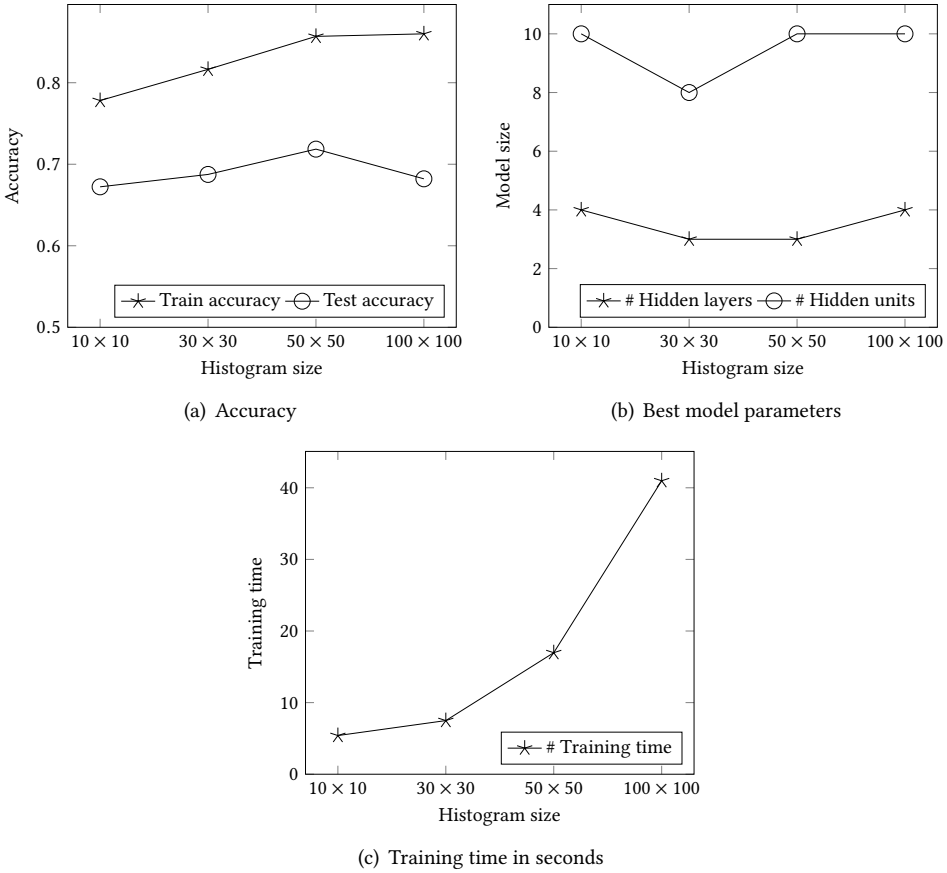 0.8
0.7
0.6
0.5
Accuracy
10 × 10 30 × 30 50 × 50 100 × 100
Histogram size
Train accuracy Test accuracy
(a) Accuracy
10
8
6
4
2
0
Model size
10 × 10 30 × 30 50 × 50 100 × 100
Histogram size
# Hidden layers # Hidden units
(b) Best model parameters
40
30
20
10
0
Training time
10 × 10 30 × 30 50 × 50 100 × 100
Histogram size
# Training time
(c) Training time in seconds